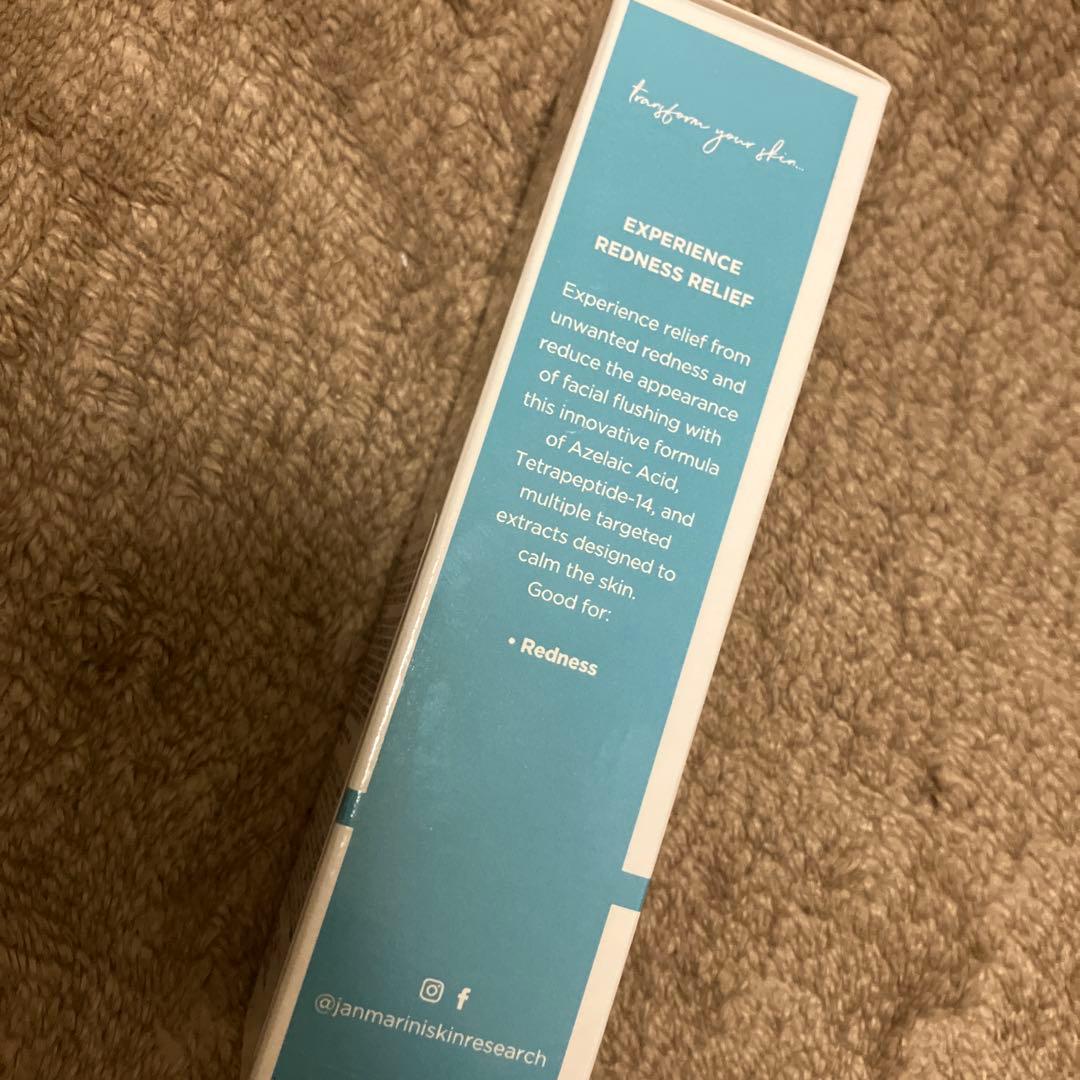 transform your skin...
EXPERIENCE
REDNESS RELIEF
Experience relief from
unwanted redness and
reduce the appearance
of facial flushing with
this innovative formula
of Azelaic Acid,
Tetrapeptide-14, and
multiple targeted
extracts designed to
calm the skin.
Good for:
• Redness
@janmariniskinresearch